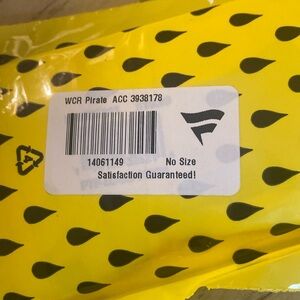 WCR Pirate ACC 3938178
14061149 No Size
Satisfaction Guaranteed!